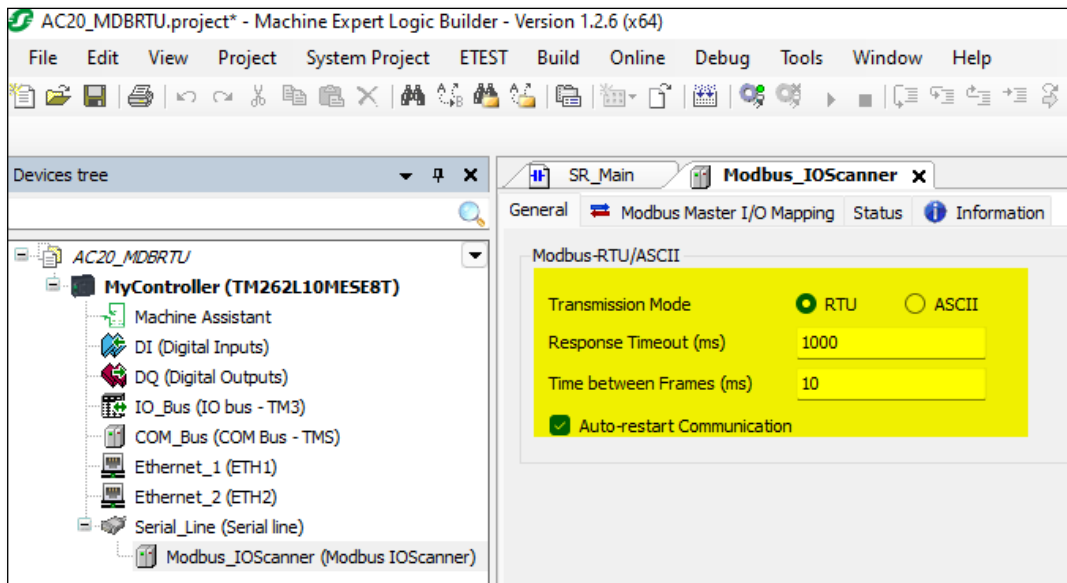 AC20_MDBRTU.project* - Machine Expert Logic Builder - Version 1.2.6 (x64)
File Edit View Project System Project ETEST Build Online Debug Tools Window Help
Devices tree
SR_Main Modbus_IOScanner
General Modbus Master I/O Mapping Status Information
AC20_MDBRTU
MyController (TM262L10MESE8T)
Machine Assistant
DI (Digital Inputs)
DQ (Digital Outputs)
IO_Bus (IO bus - TM3)
COM_Bus (COM Bus - TMS)
Ethernet_1 (ETH1)
Ethernet_2 (ETH2)
Serial_Line (Serial line)
Modbus_IOScanner (Modbus IOScanner)
Modbus-RTU/ASCII
Transmission Mode RTU ASCII
Response Timeout (ms) 1000
Time between Frames (ms) 10
Auto-restart Communication